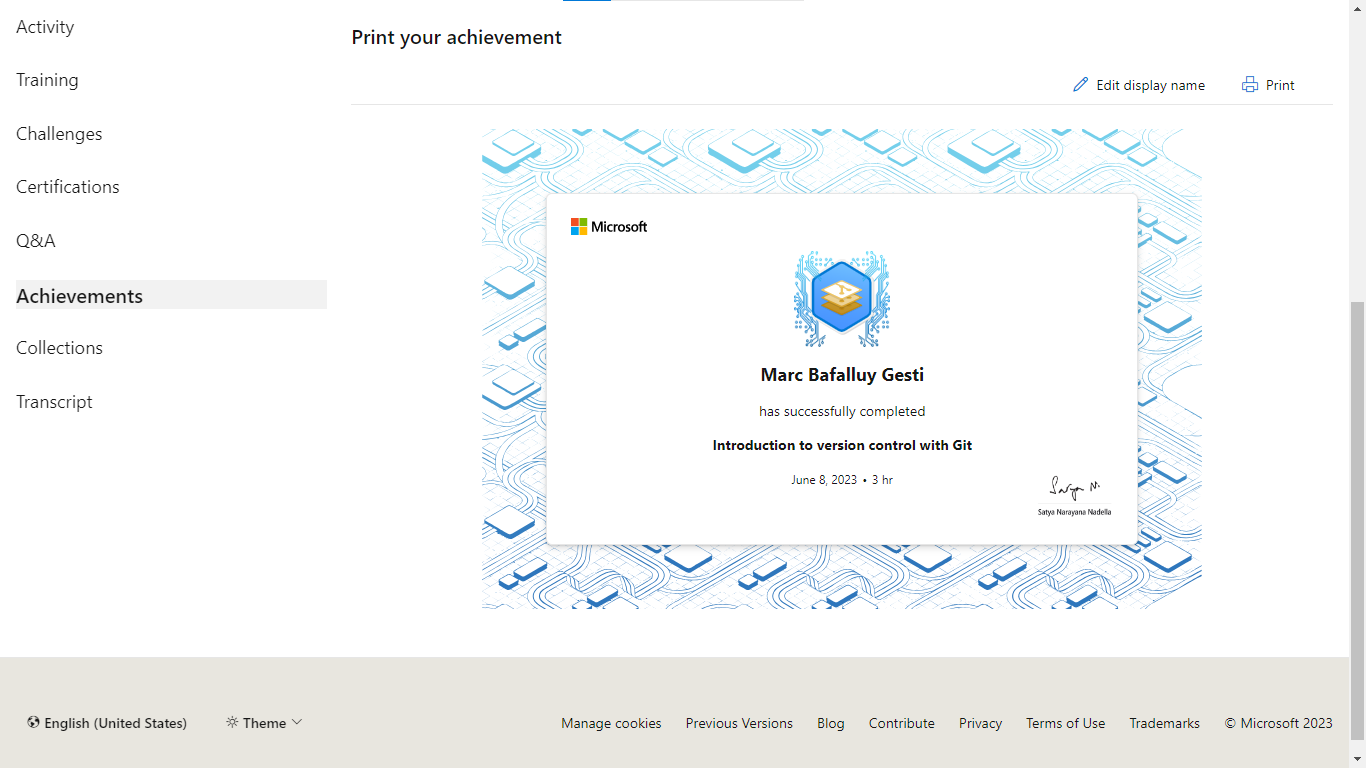 Activity
Training
Challenges
Certifications
Q&A
Achievements
Collections
Transcript
Print your achievement
Edit display name
Print
Microsoft
Marc Bafalluy Gesti
has successfully completed
Introduction to version control with Git
June 8, 2023 • 3 hr
Satya N.
Satya Narayana Nadella
English (United States)
Theme
Manage cookies
Previous Versions
Blog
Contribute
Privacy
Terms of Use
Trademarks
© Microsoft 2023